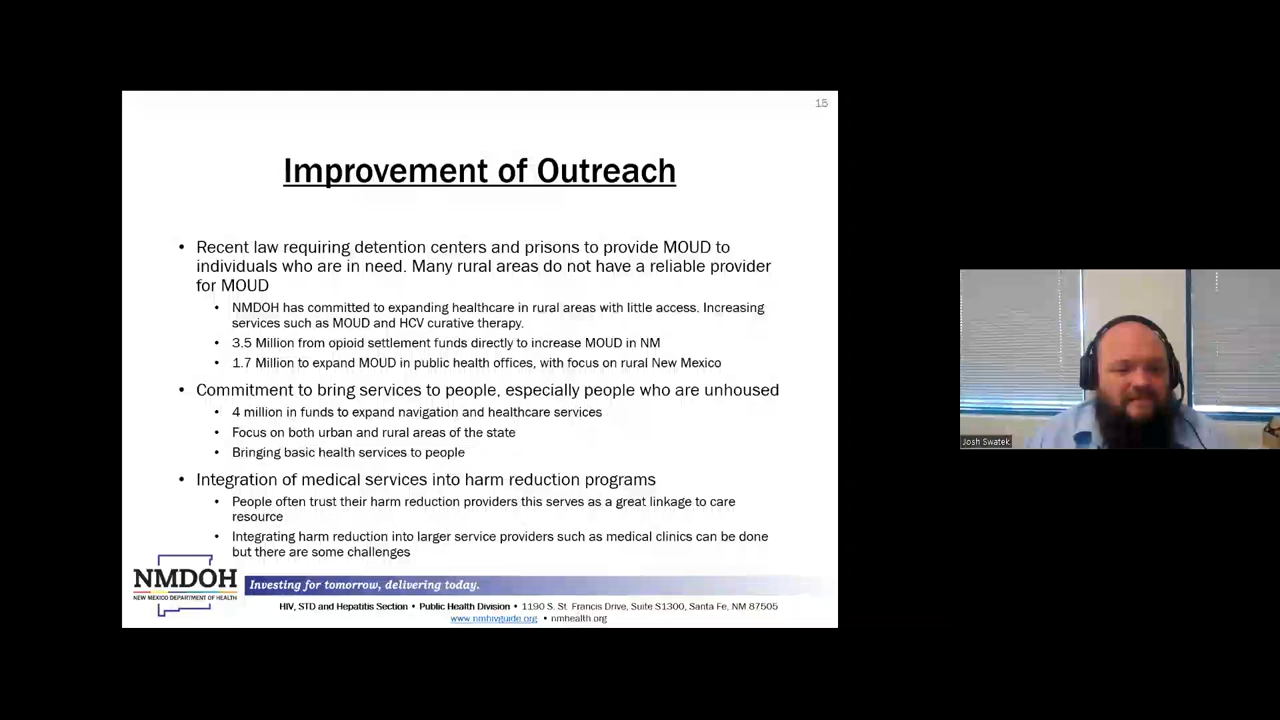 15
Improvement of Outreach
• Recent law requiring detention centers and prisons to provide MOUD to
individuals who are in need. Many rural areas do not have a reliable provider
for MOUD
• NMDOH has committed to expanding healthcare in rural areas with little access. Increasing
services such as MOUD and HCV curative therapy.
• 3.5 Million from opioid settlement funds directly to increase MOUD in NM
• 1.7 Million to expand MOUD in public health offices, with focus on rural New Mexico
• Commitment to bring services to people, especially people who are unhoused
• 4 million in funds to expand navigation and healthcare services
• Focus on both urban and rural areas of the state
• Bringing basic health services to people
• Integration of medical services into harm reduction programs
• People often trust their harm reduction providers this serves as a great linkage to care
resource
• Integrating harm reduction into larger service providers such as medical clinics can be done
but there are some challenges
NMDOH
NEW MEXICO DEPARTMENT OF HEALTH
Investing for tomorrow, delivering today.
HIV, STD and Hepatitis Section • Public Health Division • 1190 S. St. Francis Drive, Suite S1300, Santa Fe, NM 87505
www.nmhivguide.org • nmhealth.org
Josh Swatek